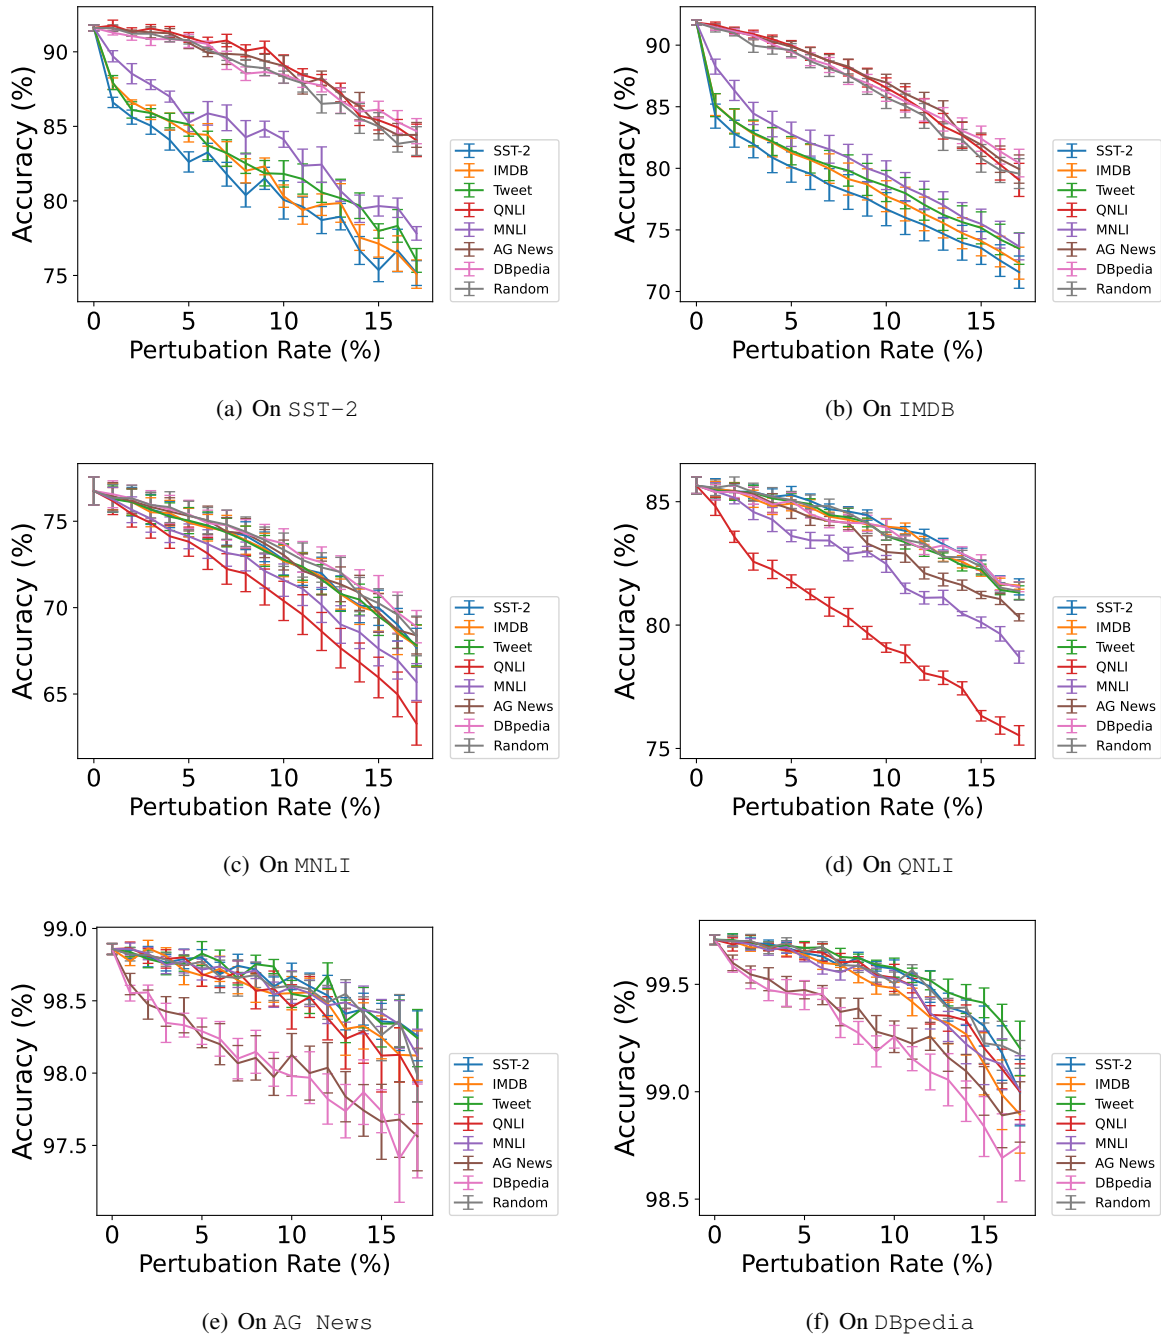 90
85
80
75
Accuracy (%)
0 5 10 15
Pertubation Rate (%)
SST-2
IMDB
Tweet
QNLI
MNLI
AG News
DBpedia
Random
(a) On SST-2
90
85
80
75
70
Accuracy (%)
0 5 10 15
Pertubation Rate (%)
SST-2
IMDB
Tweet
QNLI
MNLI
AG News
DBpedia
Random
(b) On IMDB
75
70
65
Accuracy (%)
0 5 10 15
Pertubation Rate (%)
SST-2
IMDB
Tweet
QNLI
MNLI
AG News
DBpedia
Random
(c) On MNLI
85
80
75
Accuracy (%)
0 5 10 15
Pertubation Rate (%)
SST-2
IMDB
Tweet
QNLI
MNLI
AG News
DBpedia
Random
(d) On QNLI
99.0
98.5
98.0
97.5
Accuracy (%)
0 5 10 15
Pertubation Rate (%)
SST-2
IMDB
Tweet
QNLI
MNLI
AG News
DBpedia
Random
(e) On AG News
99.5
99.0
98.5
Accuracy (%)
0 5 10 15
Pertubation Rate (%)
SST-2
IMDB
Tweet
QNLI
MNLI
AG News
DBpedia
Random
(f) On DBpedia